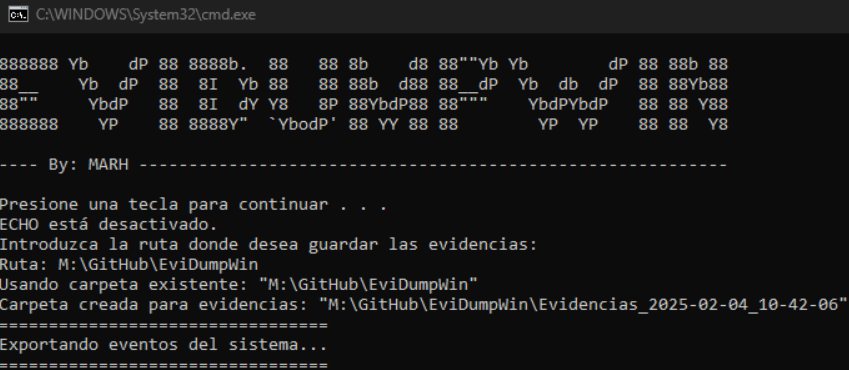 C:\WINDOWS\System32\cmd.exe
888888 Yb    dP 88 8888b.  88   88 8b    d8 88""Yb Yb        dP 88 88b 88
88__    Yb  dP  88  8I  Yb 88   88 88b  d88 88__dP  Yb  db  dP  88 88Yb88
88""     YbdP   88  8I  dY Y8   8P 88YbdP88 88"""    YbdPYbdP   88 88 Y88
888888    YP    88 8888Y"  `YbodP' 88 YY 88 88        YP  YP    88 88  Y8
---- By: MARH -----------------------------------------------------------
Presione una tecla para continuar . . .
ECHO está desactivado.
Introduzca la ruta donde desea guardar las evidencias:
Ruta: M:\GitHub\EviDumpWin
Usando carpeta existente: "M:\GitHub\EviDumpWin"
Carpeta creada para evidencias: "M:\GitHub\EviDumpWin\Evidencias_2025-02-04_10-42-06"
=================================
Exportando eventos del sistema...
=================================